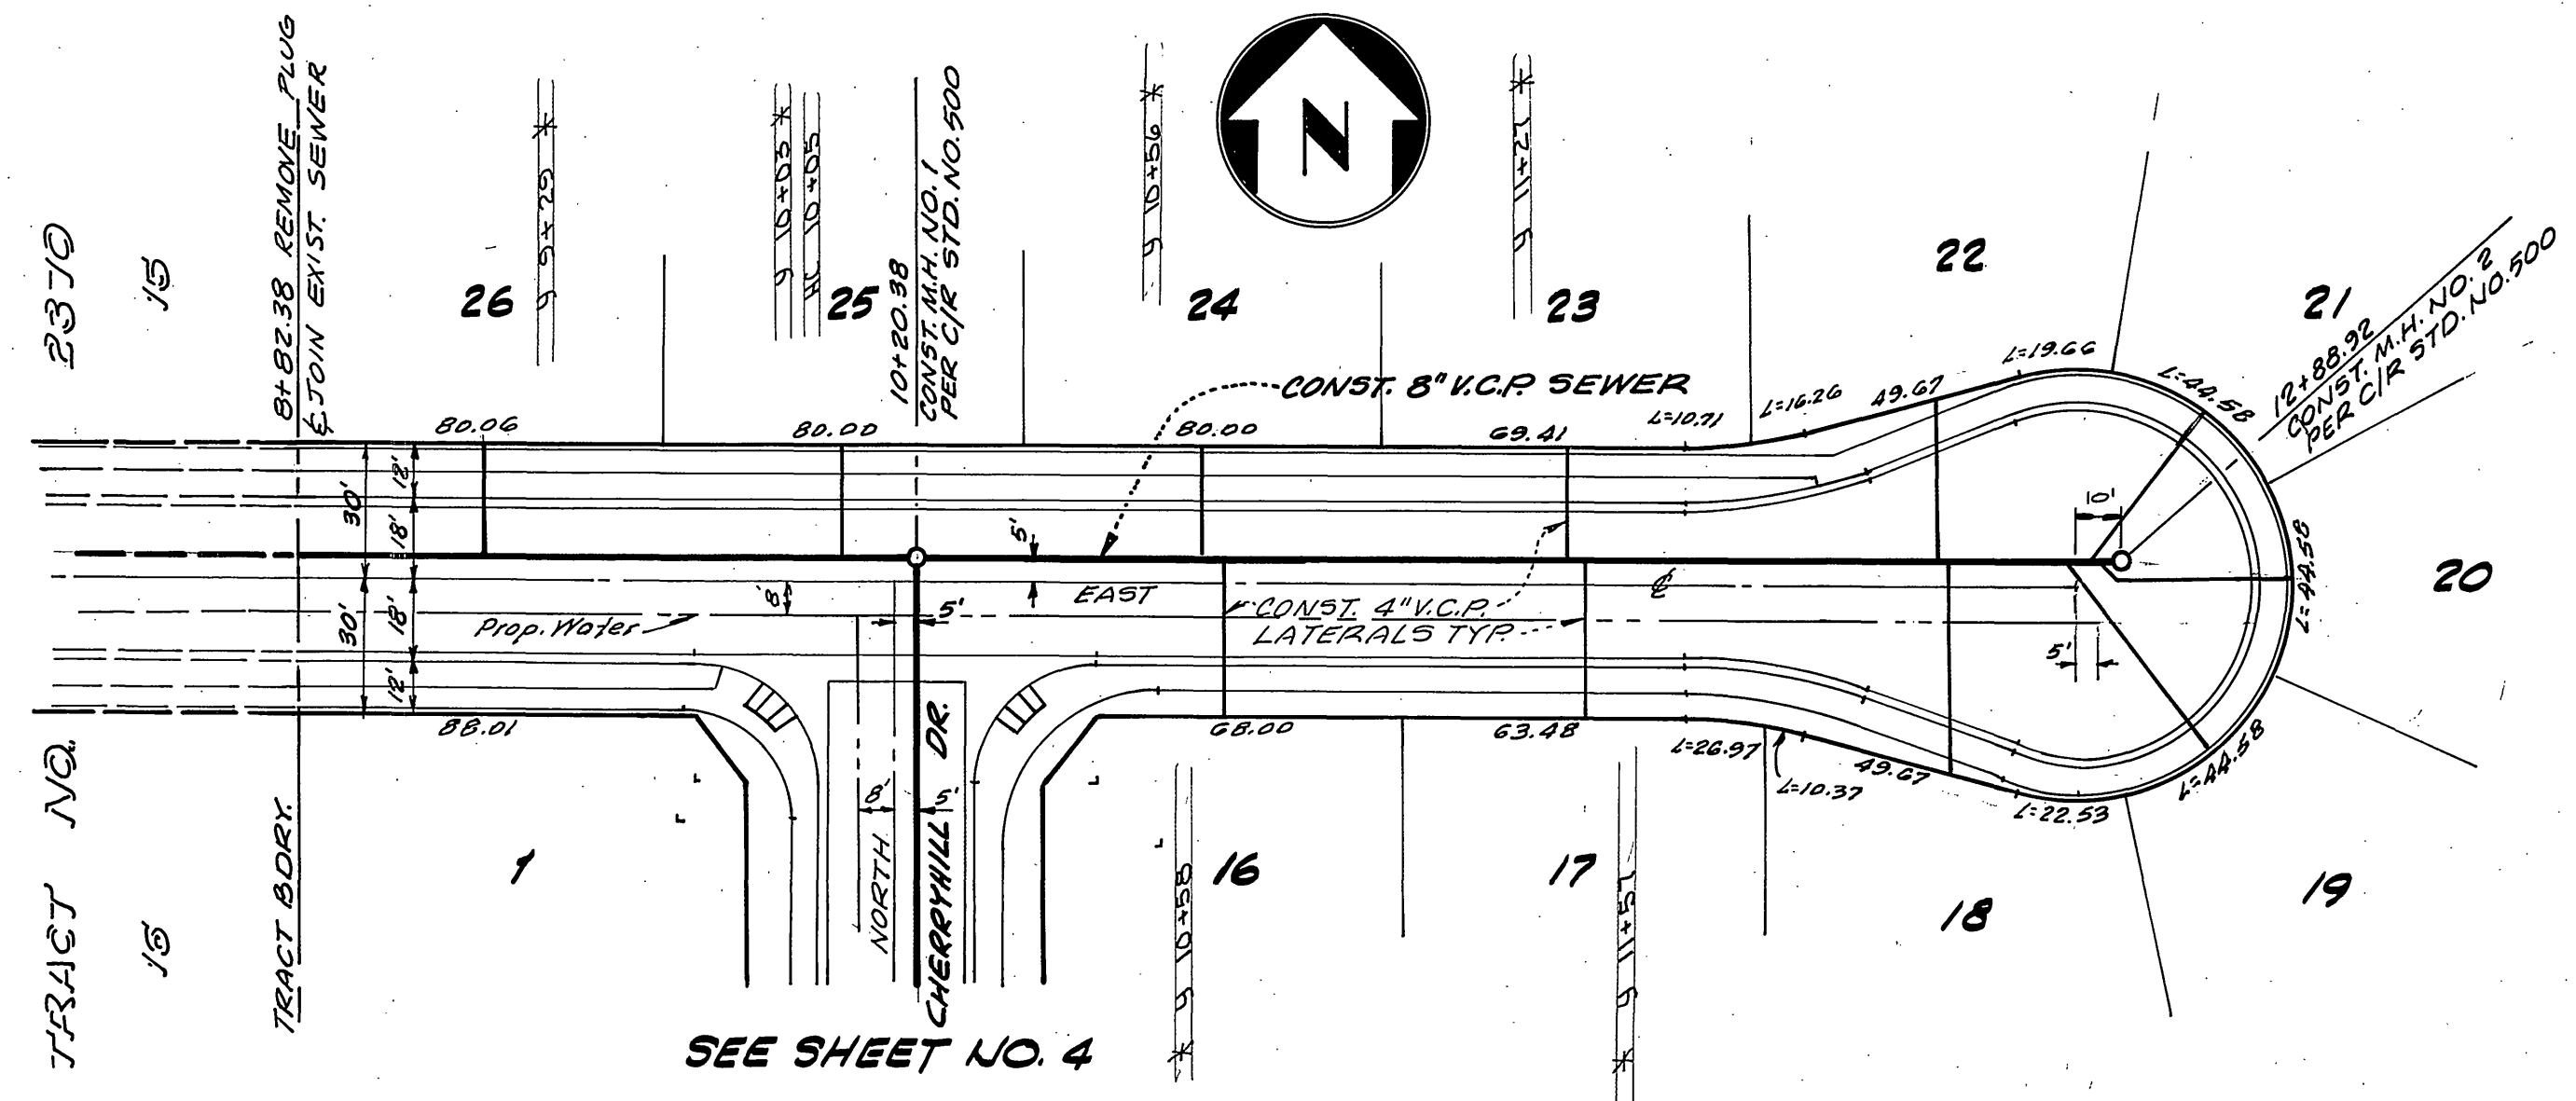 TRACT NO. 2370
15
15
TRACT BDRY.
8+82.38 REMOVE PLUG
& JOIN EXIST. SEWER
26
Y 9+29 *
Y 10+03 *
HC 10+05
25
10+20.38
CONST. M.H. NO. 1
PER C/R STD. NO. 500
Y 10+56 *
24
N
Y 11+27 *
23
22
21
12+88.92
CONST. M.H. NO. 2
PER C/R STD. NO. 500
CONST. 8" V.C.P. SEWER
80.06
80.00
80.00
69.41
L=10.71
L=16.26
49.67
L=19.66
L=44.58
L=44.58
L=44.58
20
30'
12'
18'
30'
18'
12'
5'
8'
5'
EAST
10'
5'
Prop. Water
CONST. 4" V.C.P.
LATERALS TYP.
88.01
68.00
63.48
L=26.97
L=10.37
49.67
L=22.53
8'
5'
NORTH
CHERRYHILL DR.
1
16
17
18
19
* Y 10+58
* Y 11+57
SEE SHEET NO. 4